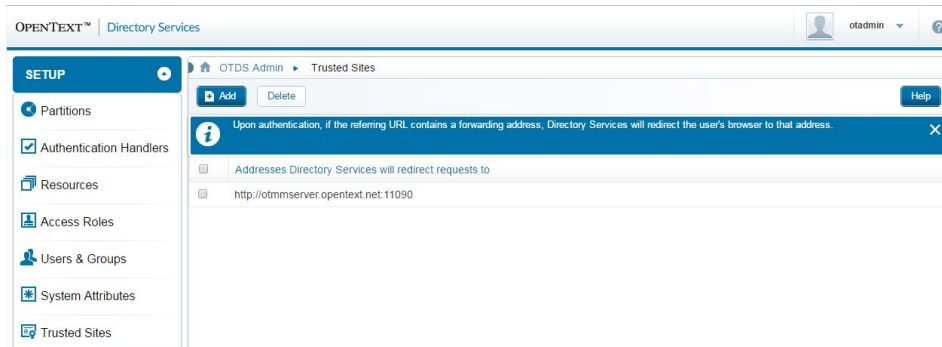 OPENTEXT™ | Directory Services
otadmin
?
SETUP
OTDS Admin ▸ Trusted Sites
Add
Delete
Help
Partitions
i
Upon authentication, if the referring URL contains a forwarding address, Directory Services will redirect the user's browser to that address.
Authentication Handlers
Addresses Directory Services will redirect requests to
Resources
http://otmmserver.opentext.net:11090
Access Roles
Users & Groups
System Attributes
Trusted Sites